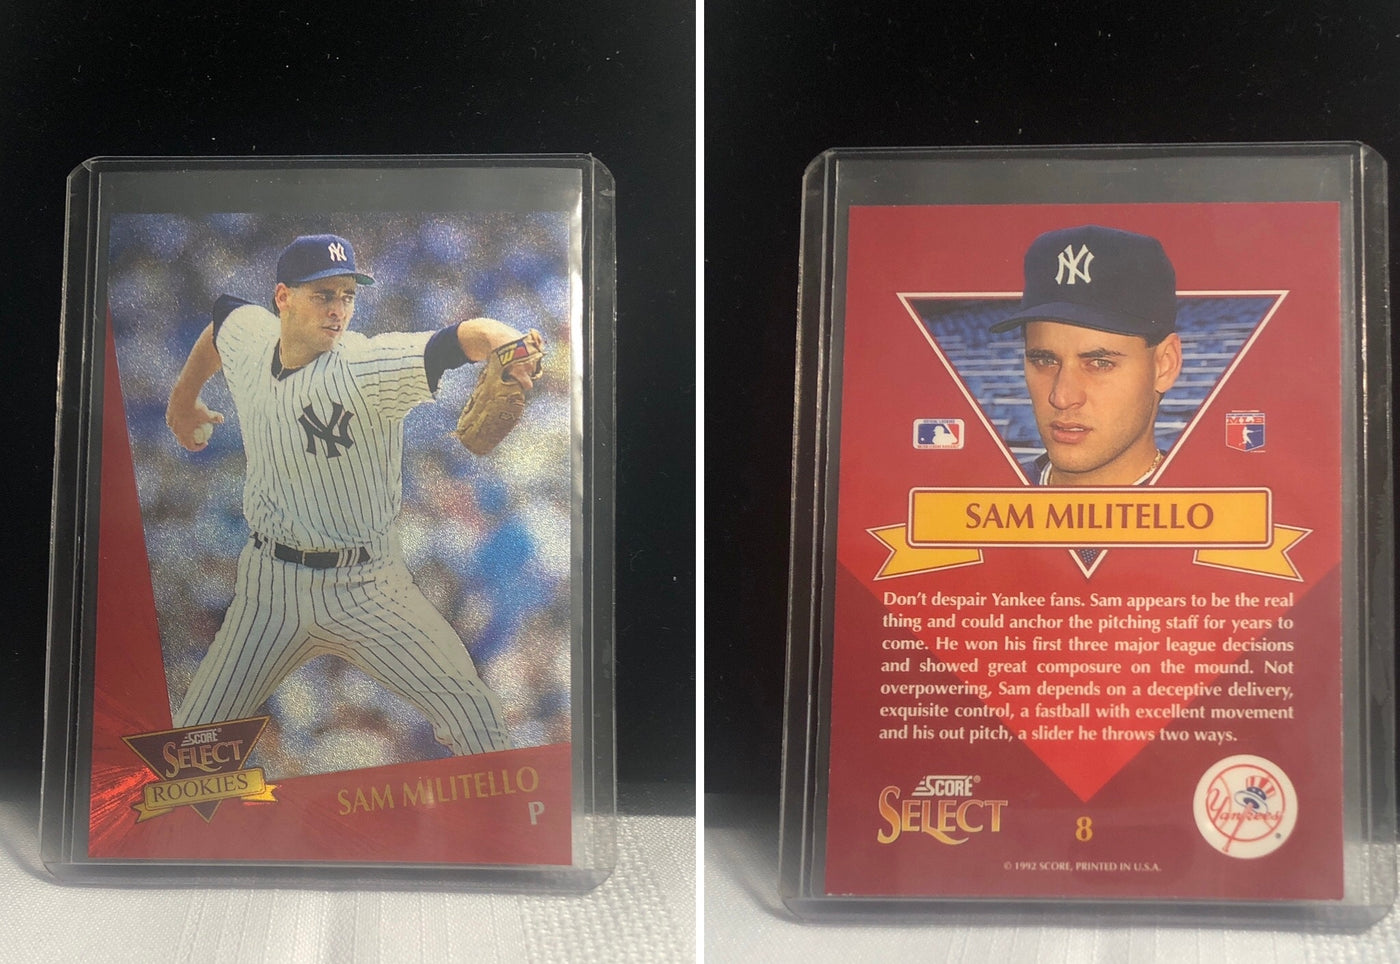 NY
NY
SCORE®
SELECT
ROOKIES
SAM MILITELLO
P
NY
MLB
SAM MILITELLO
Don't despair Yankee fans. Sam appears to be the real
thing and could anchor the pitching staff for years to
come. He won his first three major league decisions
and showed great composure on the mound. Not
overpowering, Sam depends on a deceptive delivery,
exquisite control, a fastball with excellent movement
and his out pitch, a slider he throws two ways.
SCORE®
SELECT
8
Yankees
© 1992 SCORE, PRINTED IN U.S.A.